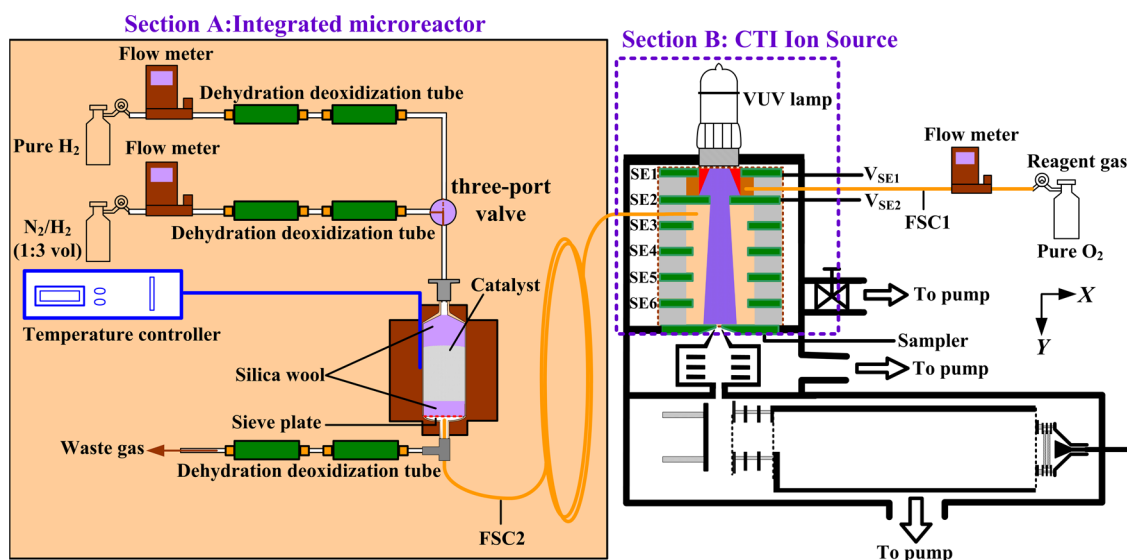 Section A:Integrated microreactor
Flow meter
Dehydration deoxidization tube
Pure H₂
Flow meter
Dehydration deoxidization tube
N₂/H₂
(1:3 vol)
three-port
valve
Temperature controller
Catalyst
Silica wool
Sieve plate
Waste gas
Dehydration deoxidization tube
FSC2
Section B: CTI Ion Source
VUV lamp
SE1
SE2
SE3
SE4
SE5
SE6
V_SE1
V_SE2
Flow meter
Reagent gas
FSC1
Pure O₂
To pump
X
Y
Sampler
To pump
To pump